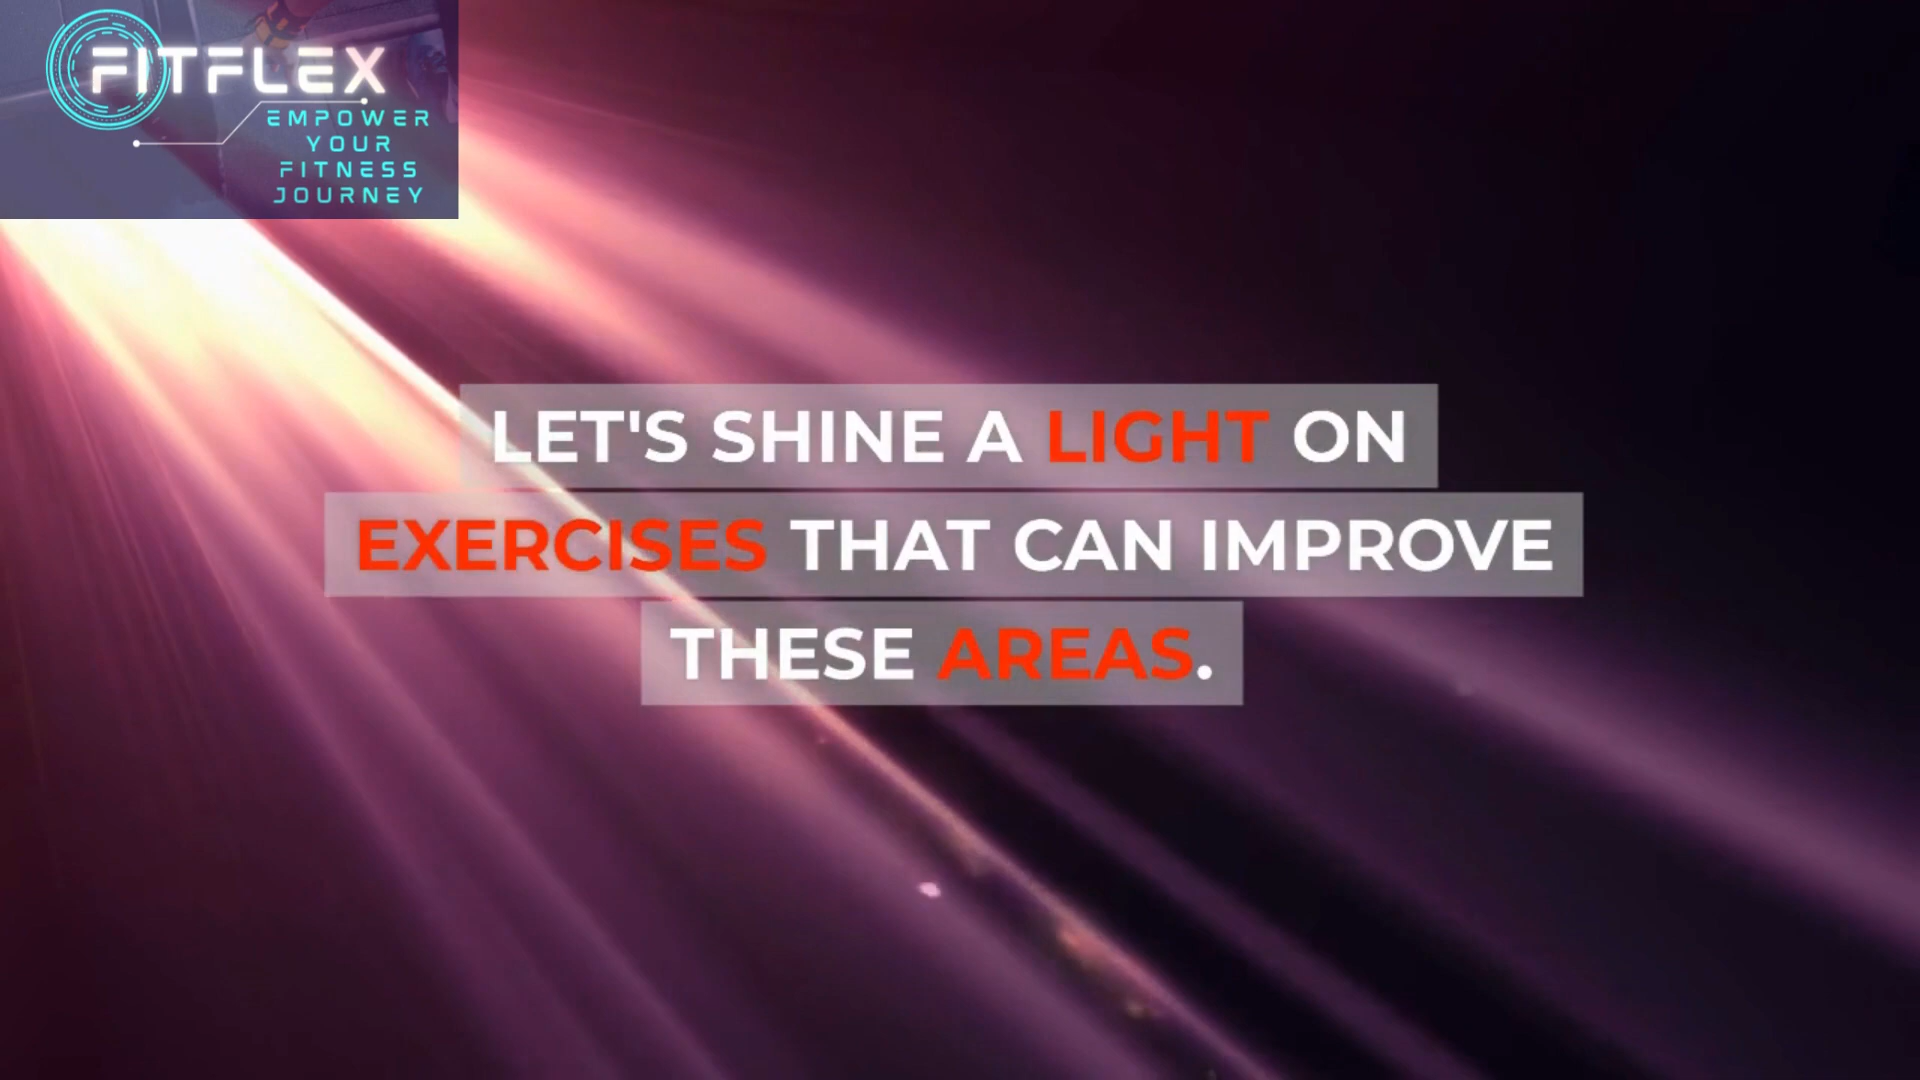 FITFLEX
EMPOWER
YOUR
FITNESS
JOURNEY
LET'S SHINE A LIGHT ON
EXERCISES THAT CAN IMPROVE
THESE AREAS.